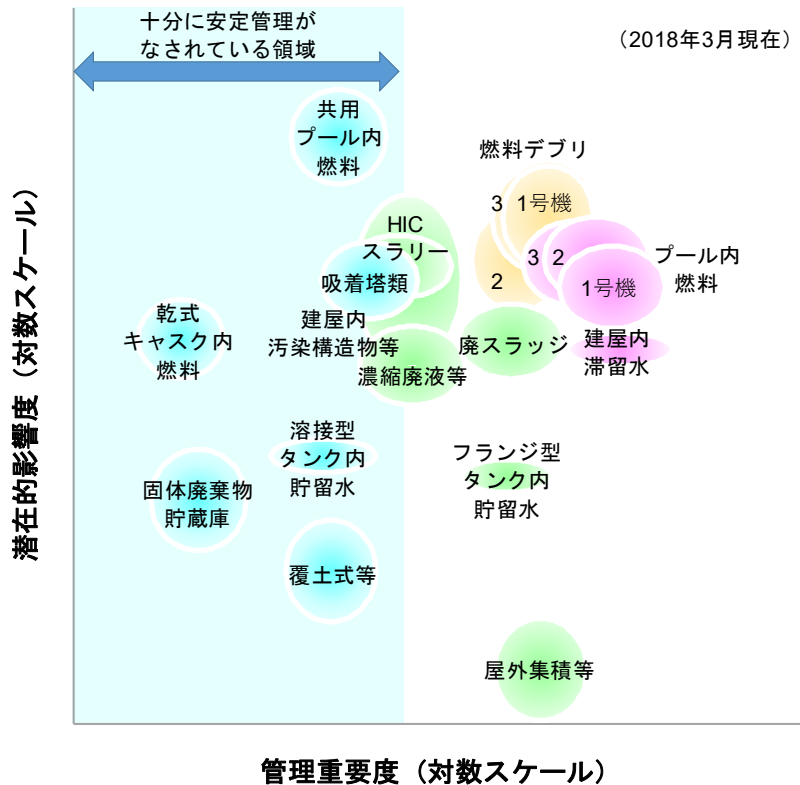 十分に安定管理が
なされている領域
（2018年3月現在）
共用
プール内
燃料
燃料デブリ
3
1号機
2
HIC
スラリー
吸着塔類
3
2
1号機
プール内
燃料
乾式
キャスク内
燃料
建屋内
汚染構造物等
濃縮廃液等
廃スラッジ
建屋内
滞留水
溶接型
タンク内
貯留水
フランジ型
タンク内
貯留水
固体廃棄物
貯蔵庫
覆土式等
屋外集積等
潜在的影響度（対数スケール）
管理重要度（対数スケール）